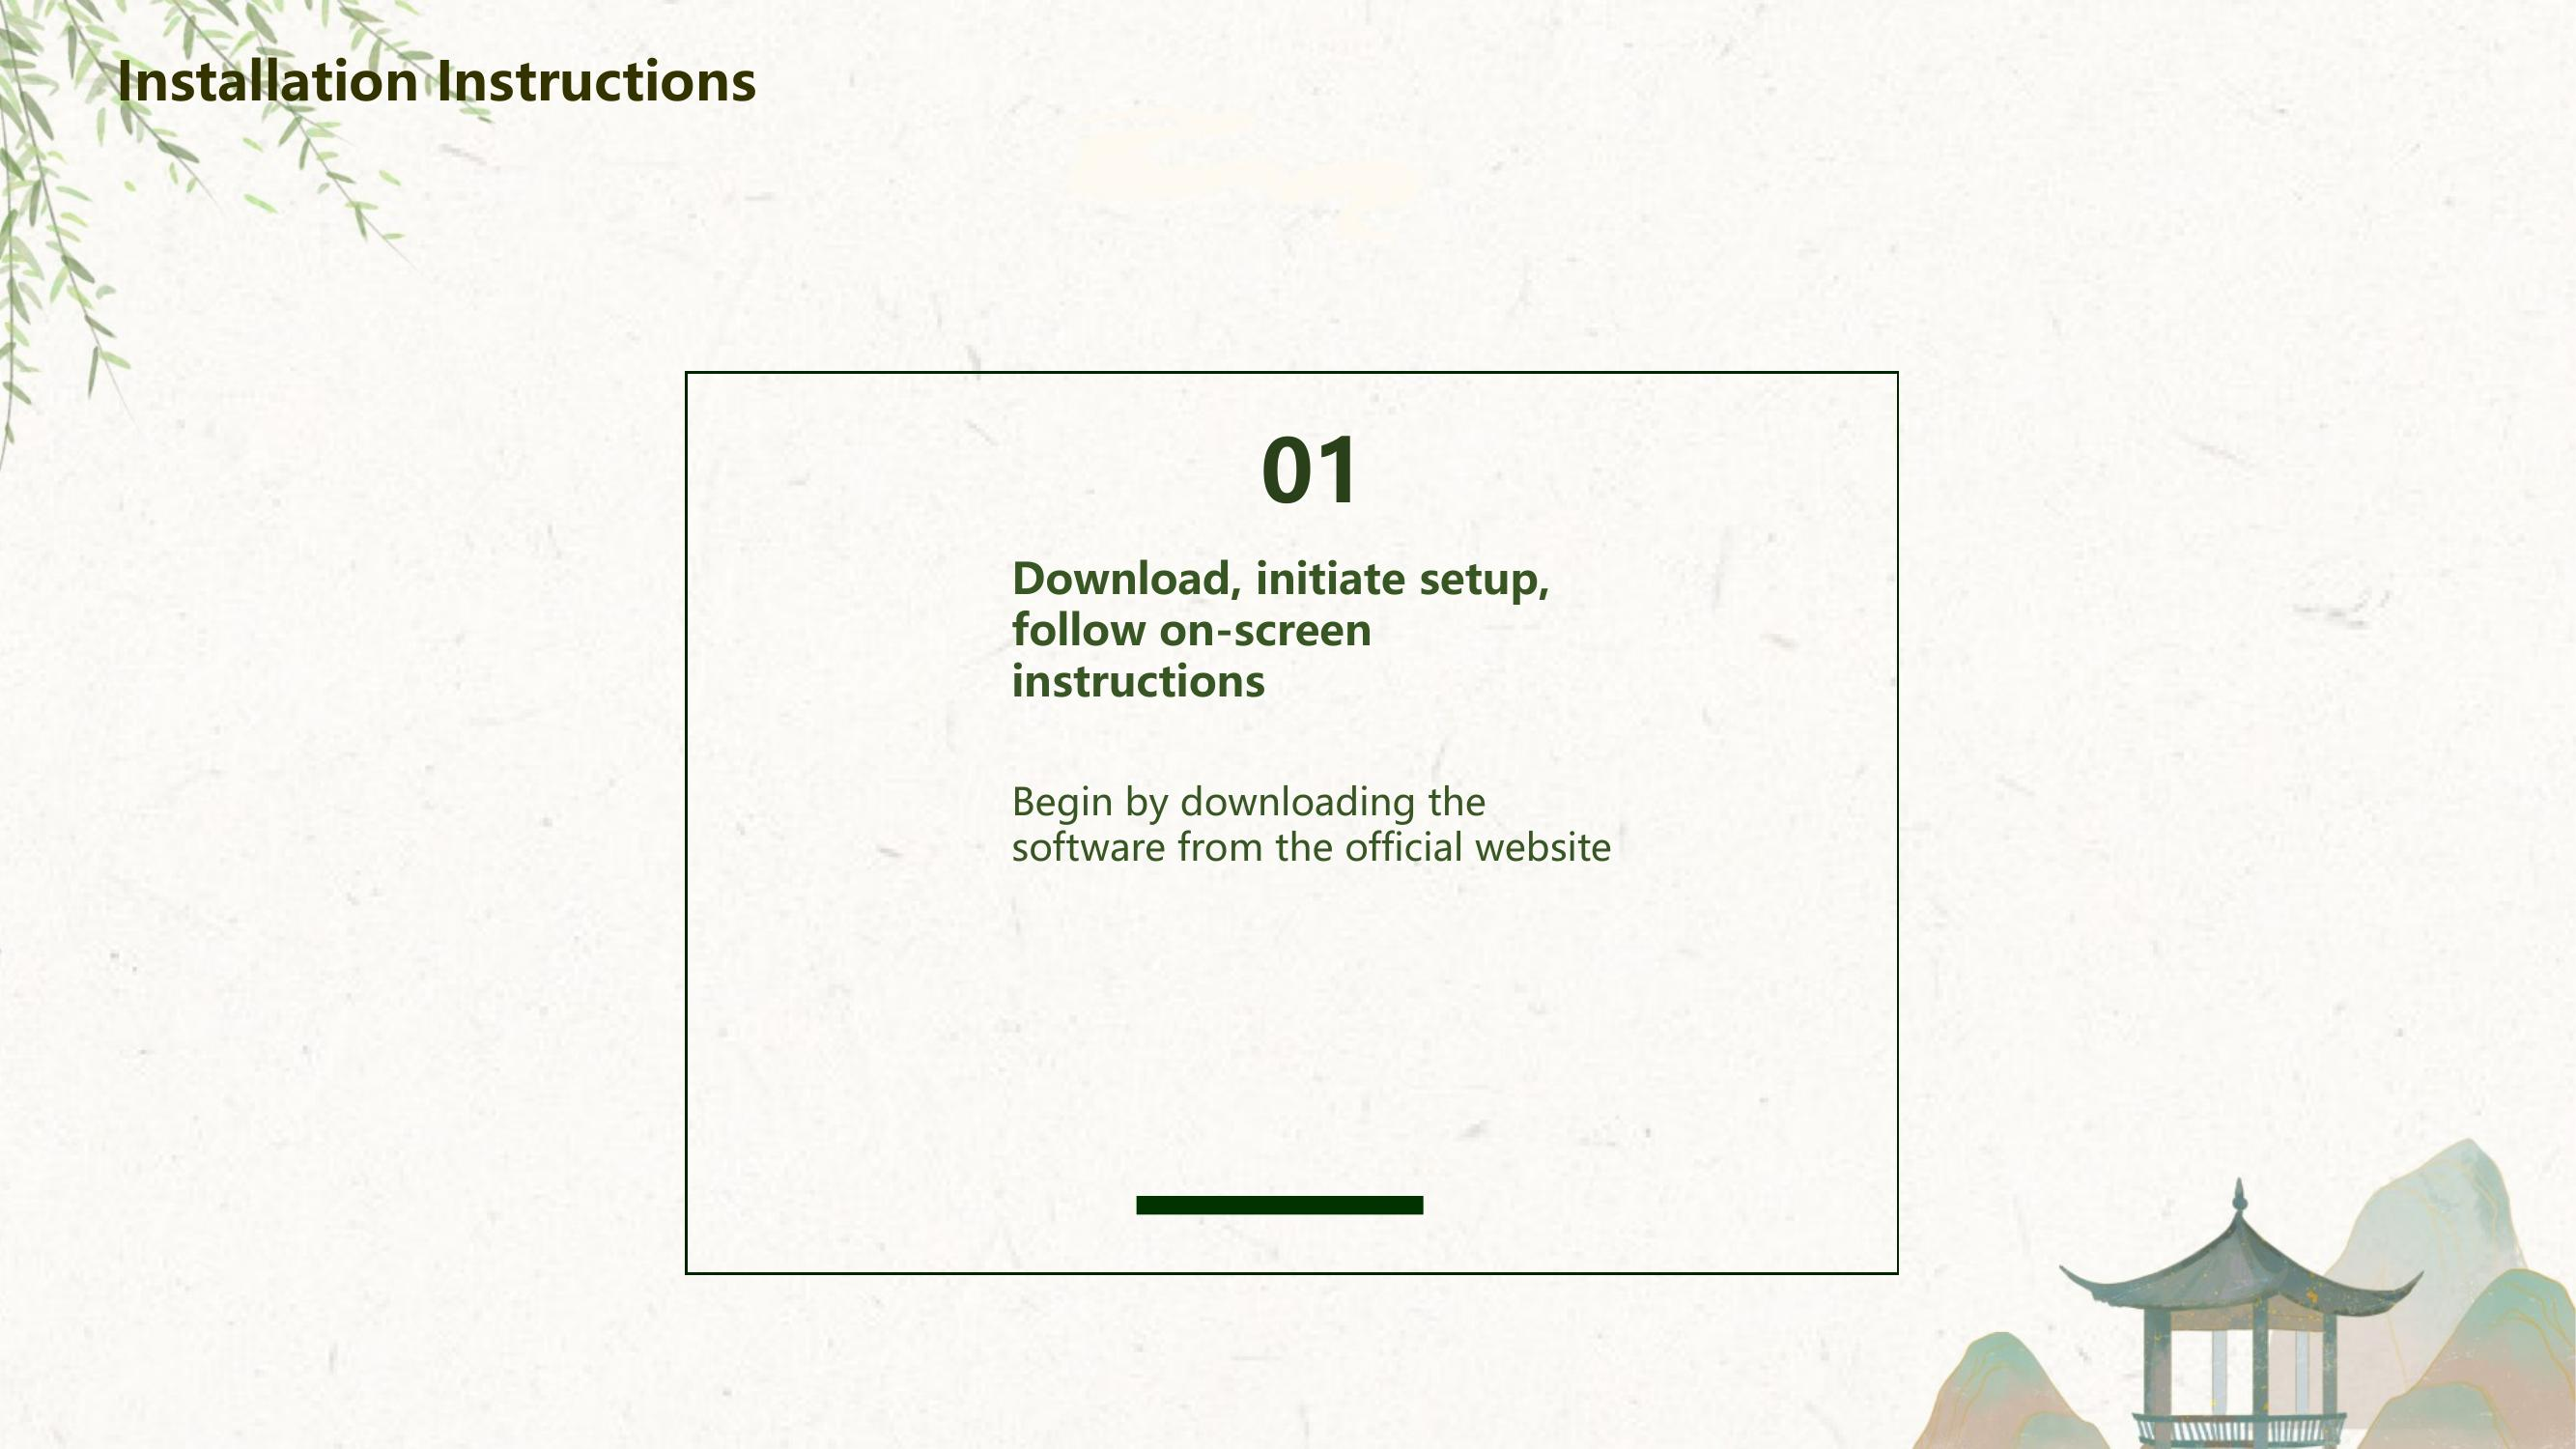 Installation Instructions
01
Download, initiate setup,
follow on-screen
instructions
Begin by downloading the
software from the official website